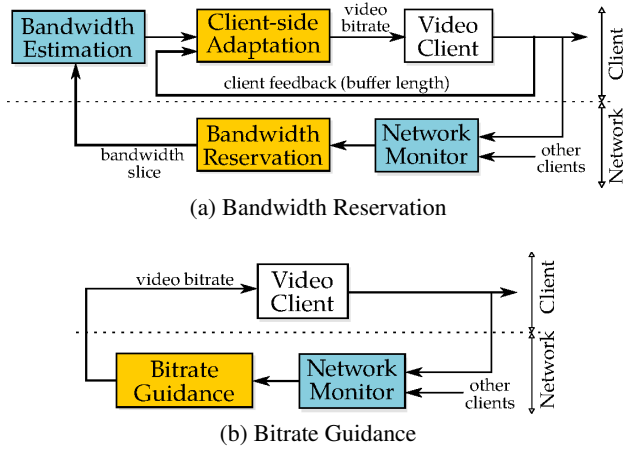 Bandwidth
Estimation
Client-side
Adaptation
video
bitrate
Video
Client
client feedback (buffer length)
Client
bandwidth
slice
Bandwidth
Reservation
Network
Monitor
other
clients
Network
(a) Bandwidth Reservation
video bitrate
Video
Client
Client
Bitrate
Guidance
Network
Monitor
other
clients
Network
(b) Bitrate Guidance